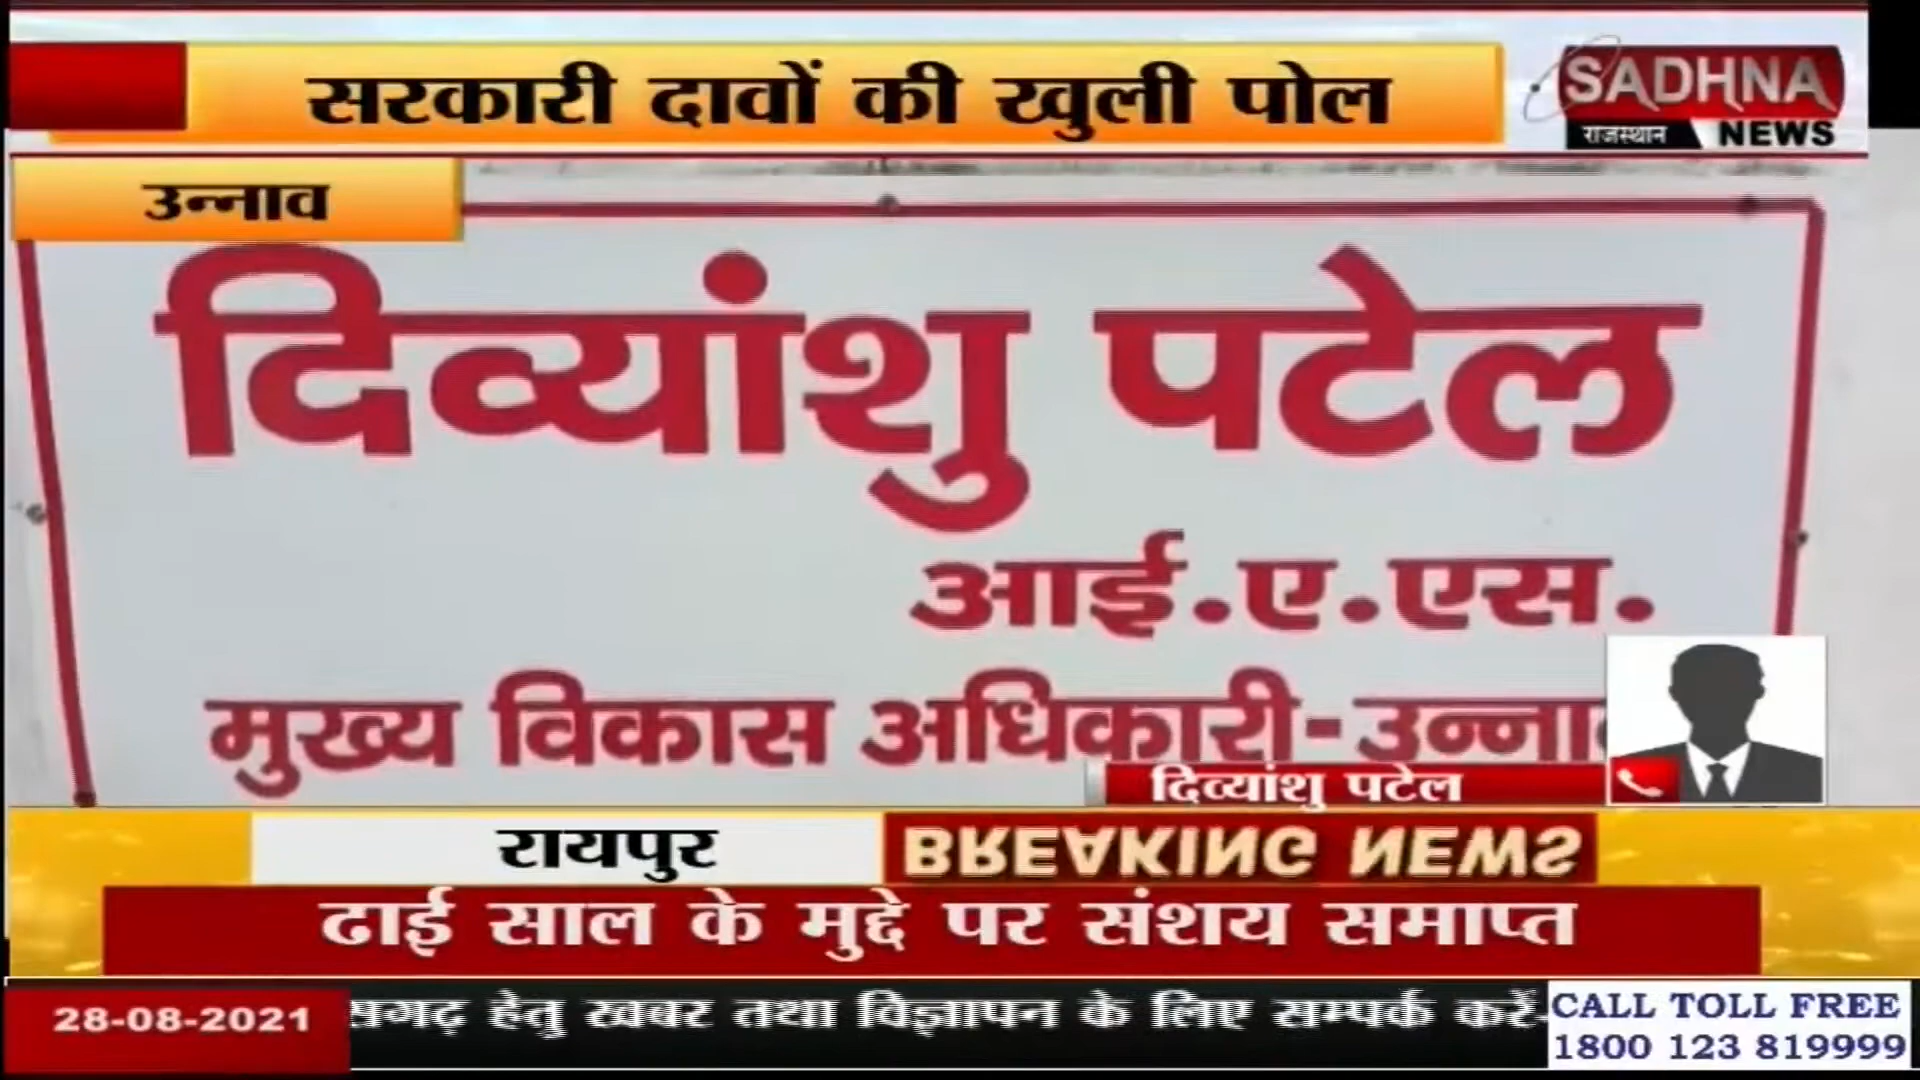 सरकारी दावों की खुली पोल
SADHNA
राजस्थान NEWS
उन्नाव
दिव्यांशु पटेल
आई.ए.एस.
मुख्य विकास अधिकारी-
दिव्यांशु पटेल
रायपुर
BREAKING NEWS
ढाई साल के मुद्दे पर संशय समाप्त
28-08-2021
हेतु खबर तथा विज्ञापन के लिए सम्पर्क करें-
CALL TOLL FREE
1800 123 819999